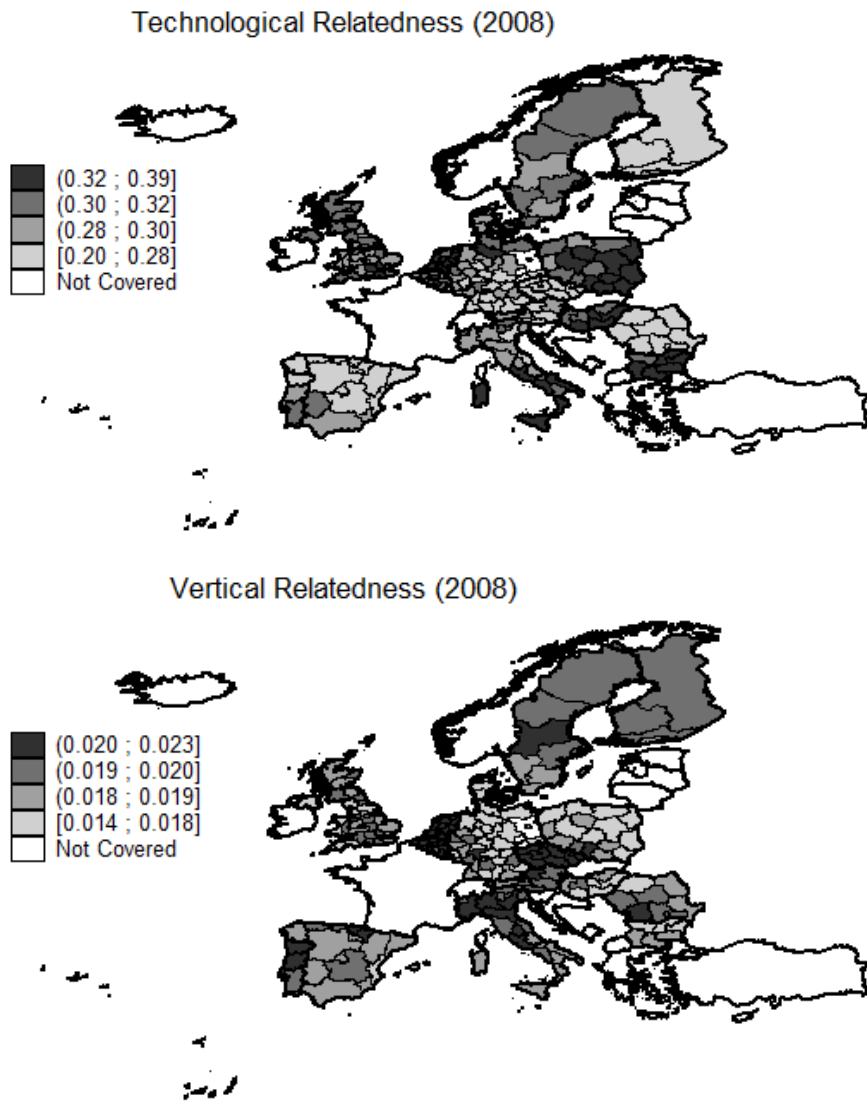 Technological Relatedness (2008)
(0.32 ; 0.39]
(0.30 ; 0.32]
(0.28 ; 0.30]
[0.20 ; 0.28]
Not Covered
Vertical Relatedness (2008)
(0.020 ; 0.023]
(0.019 ; 0.020]
(0.018 ; 0.019]
[0.014 ; 0.018]
Not Covered